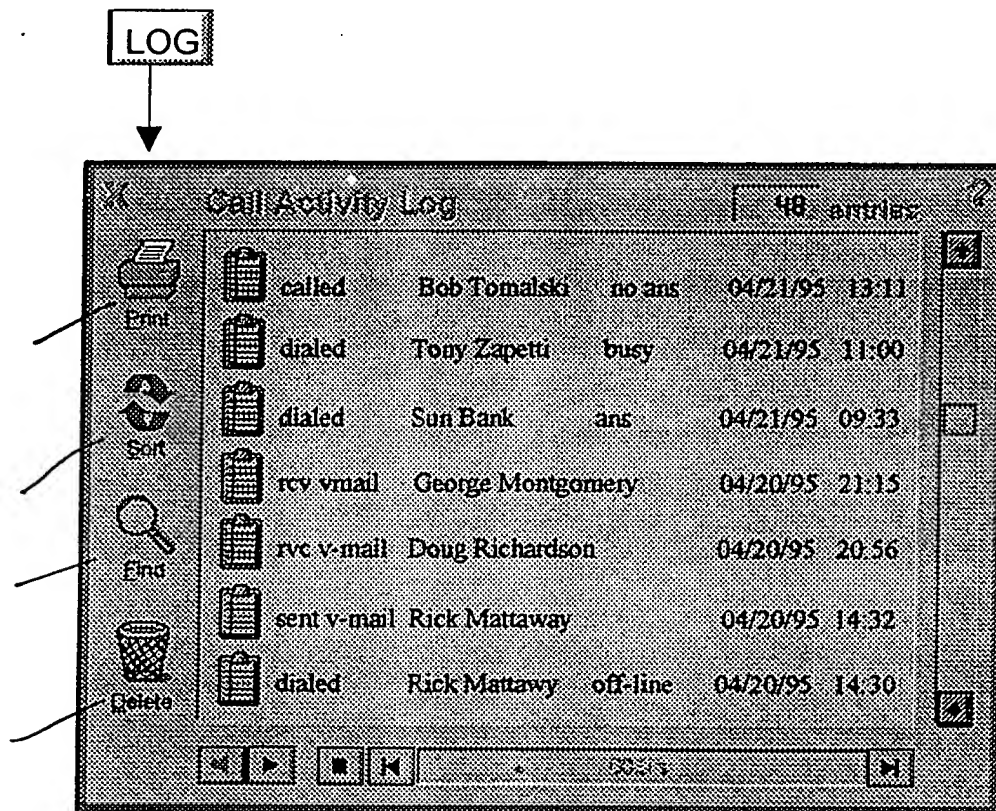 LOG
Call Activity Log 48 entries
Print
called Bob Tomalski no ans 04/21/95 13:11
dialed Tony Zapetti busy 04/21/95 11:00
Sort
dialed Sun Bank ans 04/21/95 09:33
rcv vmail George Montgomery 04/20/95 21:15
Find
rvc v-mail Doug Richardson 04/20/95 20:56
sent v-mail Rick Mattaway 04/20/95 14:32
Delete
dialed Rick Mattawy off-line 04/20/95 14:30